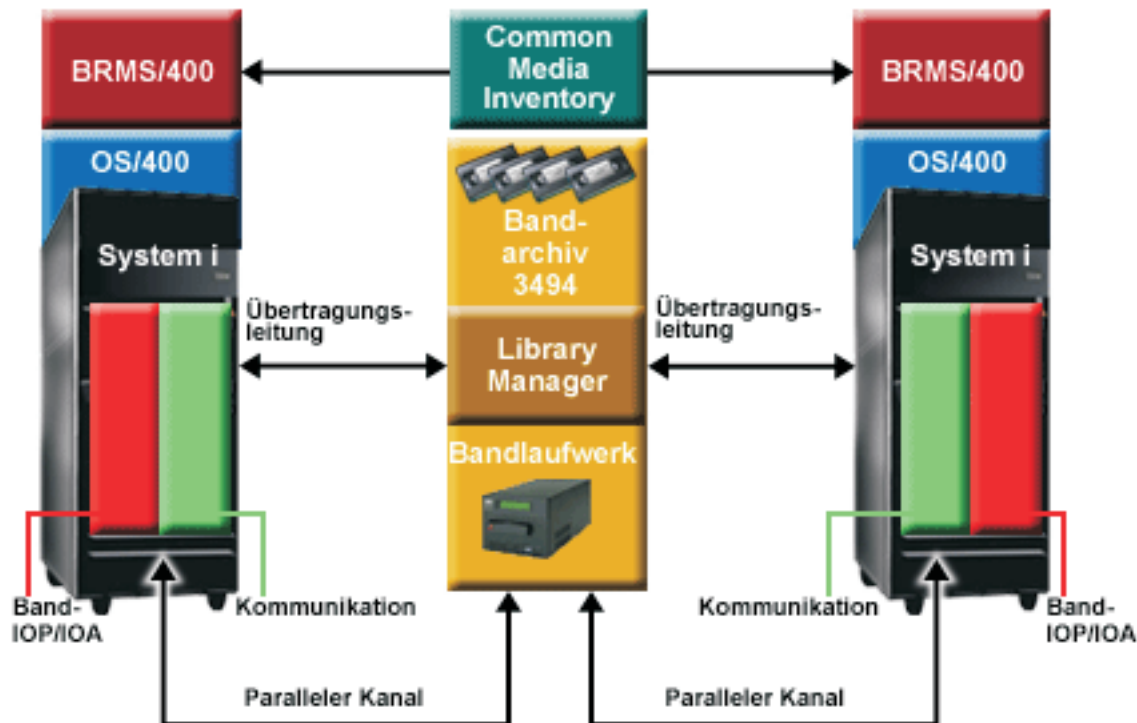 BRMS/400
Common
Media
Inventory
BRMS/400
OS/400
OS/400
System i
Band-
archiv
3494
System i
Übertragungs-
leitung
Library
Manager
Übertragungs-
leitung
Bandlaufwerk
Band-
IOP/IOA
Kommunikation
Kommunikation
Band-
IOP/IOA
Paralleler Kanal
Paralleler Kanal